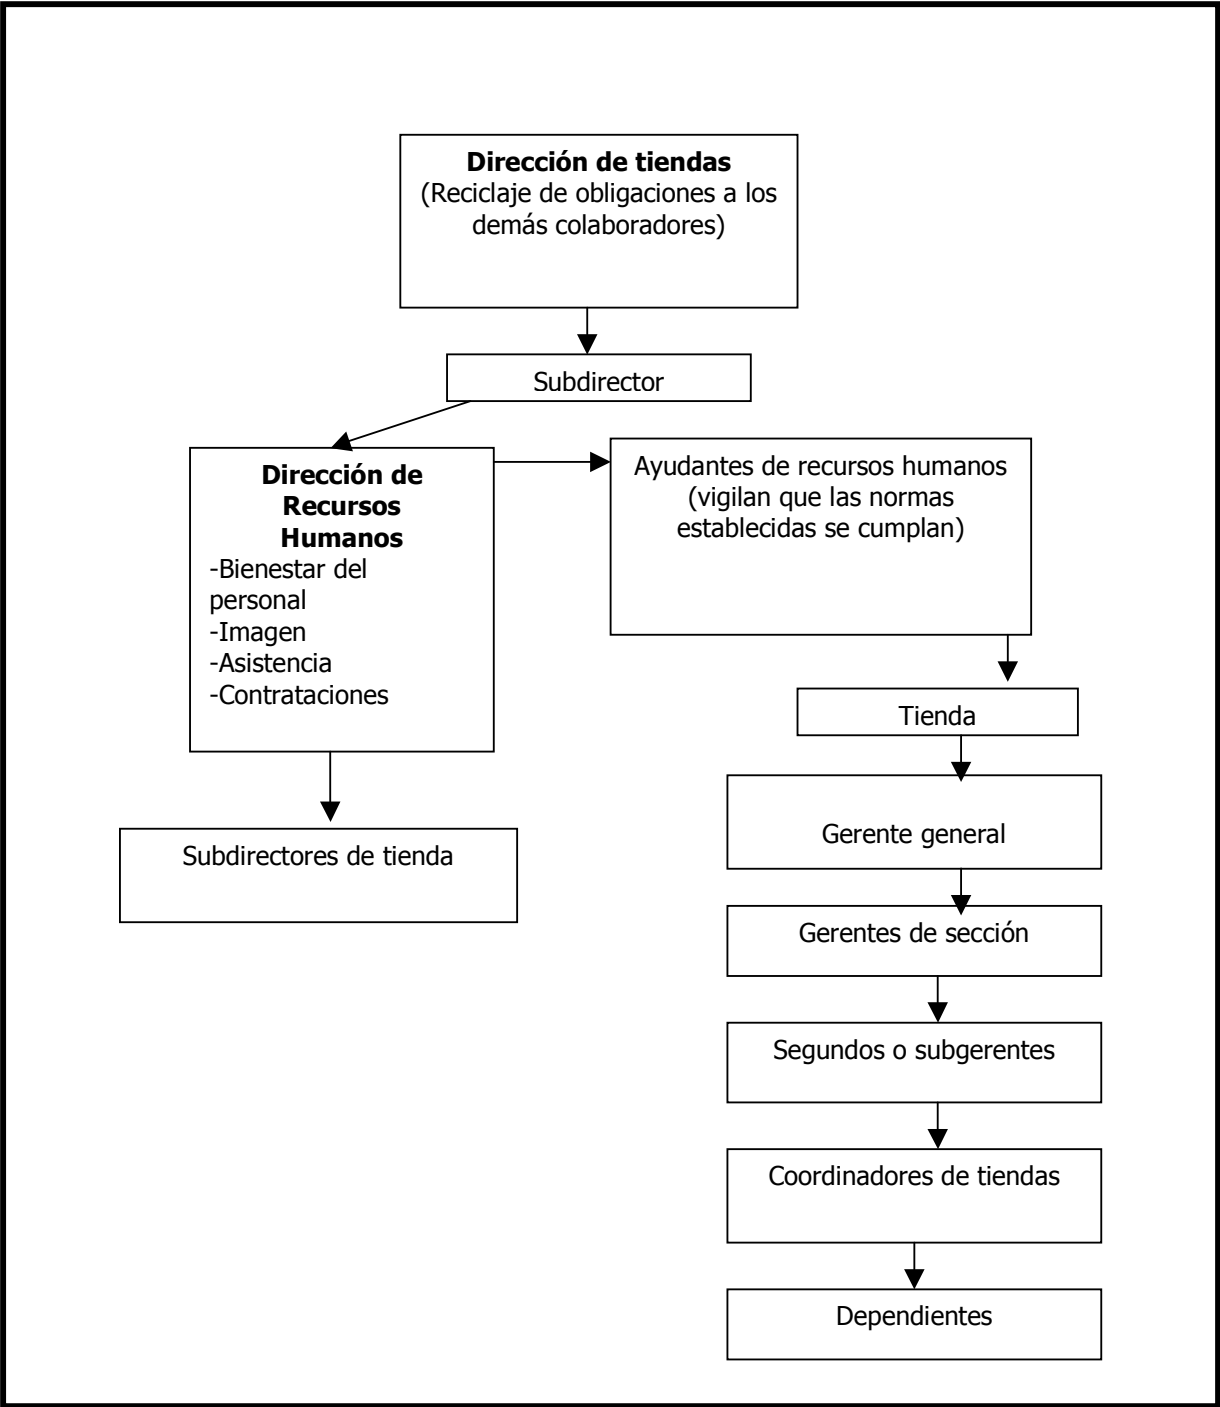 Dirección de tiendas
(Reciclaje de obligaciones a los
demás colaboradores)
Subdirector
Dirección de
Recursos
Humanos
-Bienestar del
personal
-Imagen
-Asistencia
-Contrataciones
Ayudantes de recursos humanos
(vigilan que las normas
establecidas se cumplan)
Tienda
Gerente general
Subdirectores de tienda
Gerentes de sección
Segundos o subgerentes
Coordinadores de tiendas
Dependientes